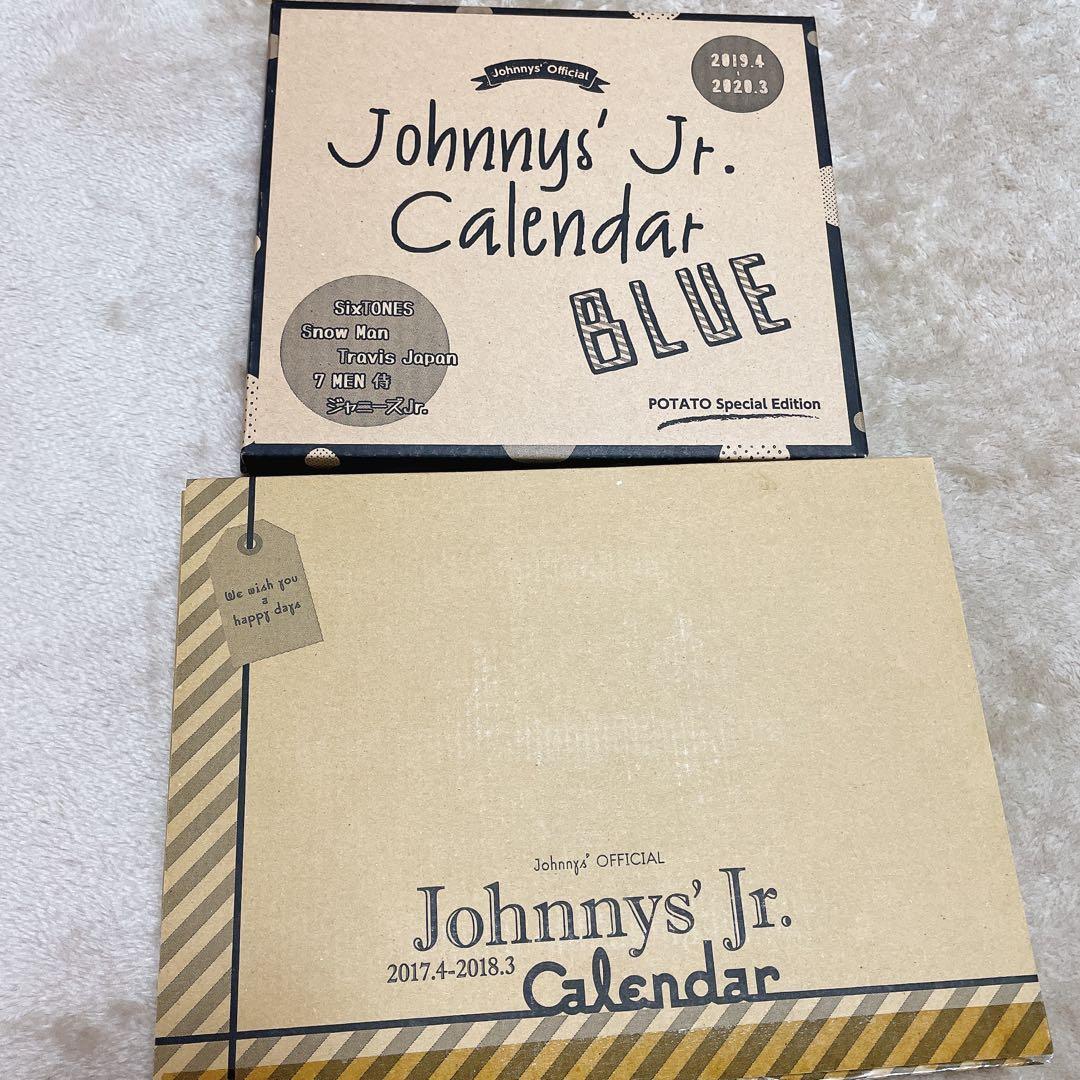 Johnnys' Official
2019.4
~
2020.3
Johnnys' Jr.
Calendar
BLUE
SixTONES
Snow Man
Travis Japan
7 MEN 侍
ジャニーズJr.
POTATO Special Edition
We wish you
a
happy days
Johnnys' OFFICIAL
Johnnys' Jr.
2017.4-2018.3
Calendar